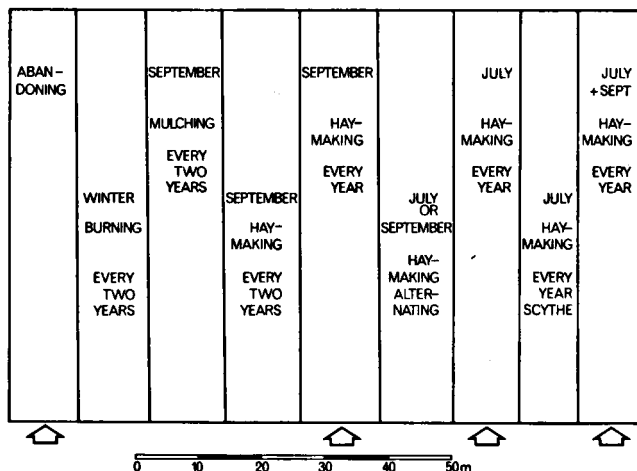 ABAN-
DONING
WINTER
BURNING
EVERY
TWO
YEARS
SEPTEMBER
MULCHING
EVERY
TWO
YEARS
SEPTEMBER
HAY-
MAKING
EVERY
TWO
YEARS
SEPTEMBER
HAY-
MAKING
EVERY
YEAR
JULY
OR
SEPTEMBER
HAY-
MAKING
ALTER-
NATING
JULY
HAY-
MAKING
EVERY
YEAR
JULY
HAY-
MAKING
EVERY
YEAR
SCYTHE
JULY
+ SEPT
HAY-
MAKING
EVERY
YEAR
0 10 20 30 40 50m